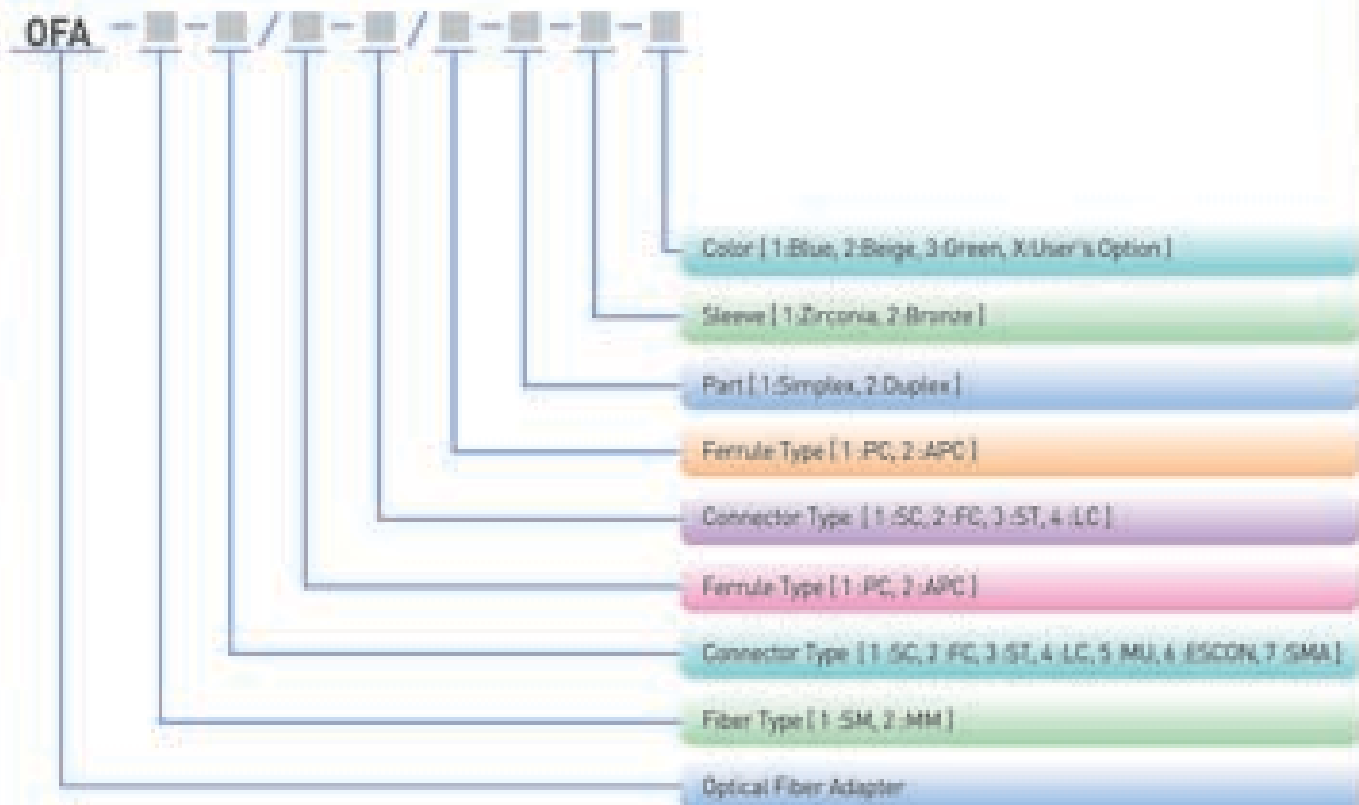 OFA - - / - / - - -
Color [ 1:Blue, 2:Beige, 3:Green, X:User's Option ]
Sleeve [ 1:Zirconia, 2:Bronze ]
Part [ 1:Simplex, 2:Duplex ]
Ferrule Type [ 1 :PC, 2 :APC ]
Connector Type [ 1 :SC, 2 :FC, 3 :ST, 4 :LC ]
Ferrule Type [ 1 :PC, 2 :APC ]
Connector Type [ 1 :SC, 2 :FC, 3 :ST, 4 :LC, 5 :MU, 6 :ESCON, 7 :SMA ]
Fiber Type [ 1 :SM, 2 :MM ]
Optical Fiber Adapter